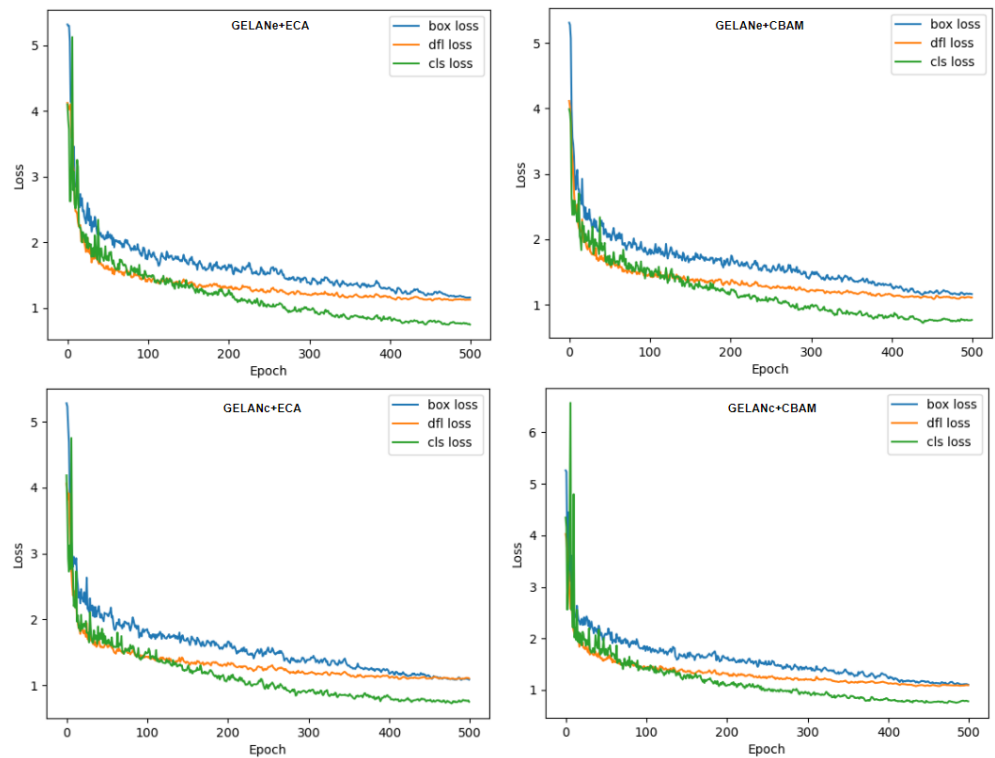 GELANe+ECA
box loss
dfl loss
cls loss
5
4
3
2
1
Loss
0 100 200 300 400 500
Epoch
GELANe+CBAM
box loss
dfl loss
cls loss
5
4
3
2
1
Loss
0 100 200 300 400 500
Epoch
GELANc+ECA
box loss
dfl loss
cls loss
5
4
3
2
1
Loss
0 100 200 300 400 500
Epoch
GELANc+CBAM
box loss
dfl loss
cls loss
6
5
4
3
2
1
Loss
0 100 200 300 400 500
Epoch